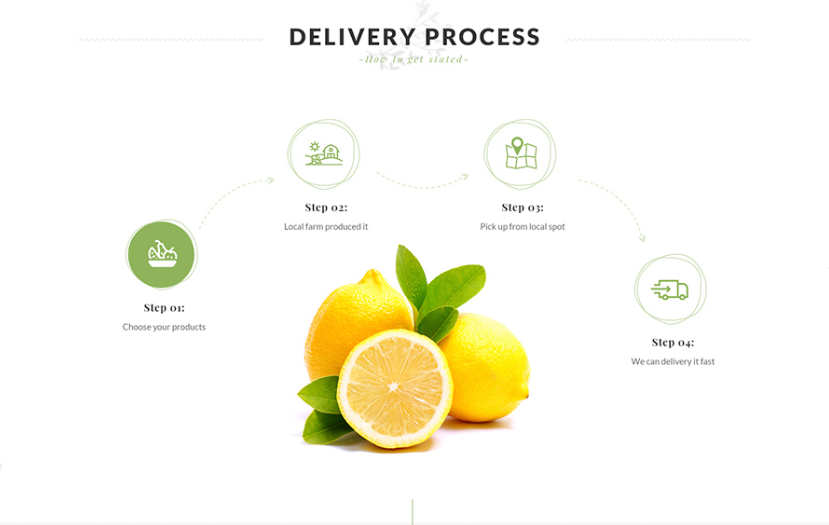 DELIVERY PROCESS
-How to get stated-
Step 01:
Choose your products
Step 02:
Local farm produced it
Step 03:
Pick up from local spot
Step 04:
We can delivery it fast